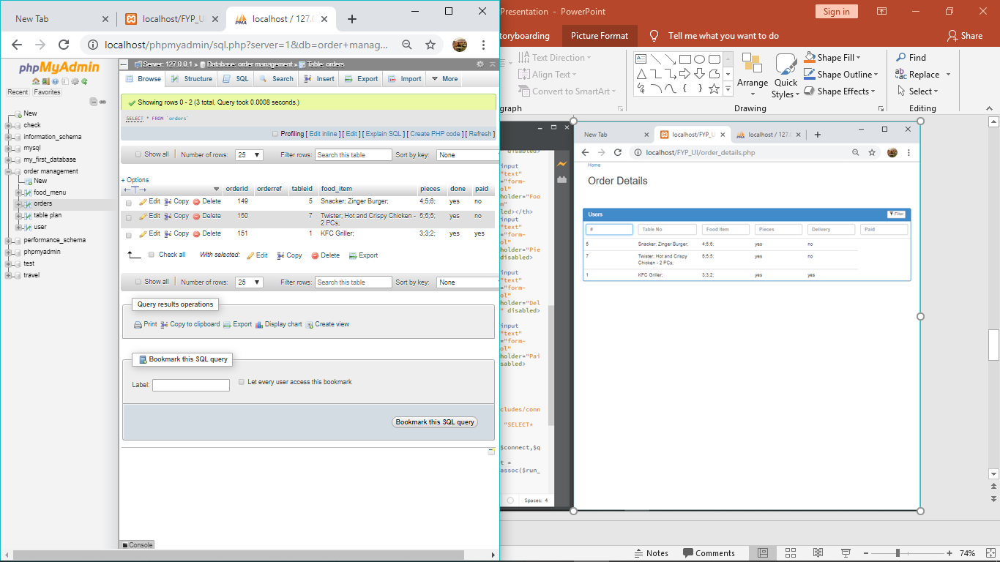 New Tab
localhost/FYP_U
localhost / 127.0
localhost/phpmyadmin/sql.php?server=1&db=order+manag...
phpMyAdmin
Recent Favorites
New
check
information_schema
mysql
my_first_database
order management
New
food_menu
orders
table plan
user
performance_schema
phpmyadmin
test
travel
Server: 127.0.0.1 » Database: order management » Table: orders
Browse Structure SQL Search Insert Export Import More
Showing rows 0 - 2 (3 total, Query took 0.0008 seconds.)
SELECT * FROM `orders`
Profiling [ Edit inline ] [ Edit ] [ Explain SQL ] [ Create PHP code ] [ Refresh ]
Show all Number of rows: 25 Filter rows: Search this table Sort by key: None
+ Options
orderid orderref tableid food_item pieces done paid
Edit Copy Delete 149 5 Snacker; Zinger Burger; 4;5;6; yes no
Edit Copy Delete 150 7 Twister; Hot and Crispy Chicken - 5;5;5; yes no
2 PCs;
Edit Copy Delete 151 1 KFC Griller; 3;3;2; yes yes
Check all With selected: Edit Copy Delete Export
Show all Number of rows: 25 Filter rows: Search this table Sort by key: None
Query results operations
Print Copy to clipboard Export Display chart Create view
Bookmark this SQL query
Label: Let every user access this bookmark
Bookmark this SQL query
Console
Presentation - PowerPoint
Sign in
toryboarding Picture Format Tell me what you want to do Share
Text Direction
Align Text
Convert to SmartArt
graph
Arrange
Quick
Styles
Shape Fill
Shape Outline
Shape Effects
Drawing
Find
Replace
Select
Editing
disabled>
input
"text"
="form-
ol"
holder="Foo
m"
led></th>
input
"text"
="form-
ol"
holder="Pie
disabled>
input
"text"
="form-
ol"
holder="Del
" disabled>
input
"text"
="form-
ol"
holder="Pai
sabled>
cludes/conn
"SELECT*
$connect,$q
t =
assoc($run_
Spaces: 4
New Tab
localhost/FYP_UI
localhost / 127.
localhost/FYP_UI/order_details.php
Home
Order Details
Users Filter
# Table No Food Item Pieces Delivery Paid
5 Snacker; Zinger Burger; 4;5;6; yes no
7 Twister; Hot and Crispy 5;5;5; yes no
Chicken - 2 PCs;
1 KFC Griller; 3;3;2; yes yes
Notes Comments 74%